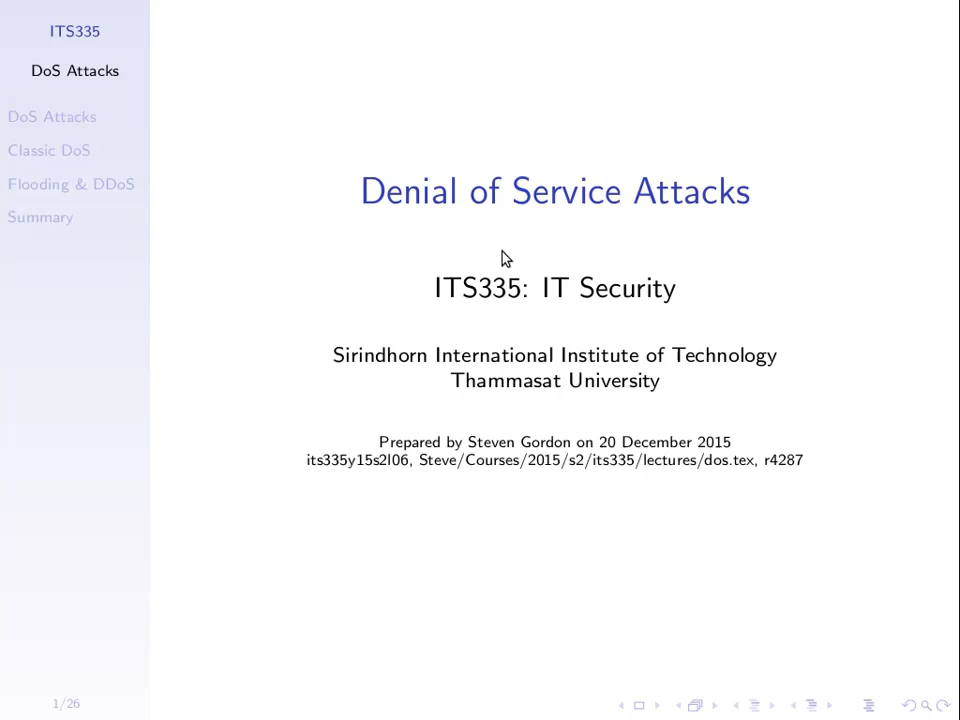 ITS335
DoS Attacks
DoS Attacks
Classic DoS
Flooding & DDoS
Summary
Denial of Service Attacks
ITS335: IT Security
Sirindhorn International Institute of Technology
Thammasat University
Prepared by Steven Gordon on 20 December 2015
its335y15s2l06, Steve/Courses/2015/s2/its335/lectures/dos.tex, r4287
1/26